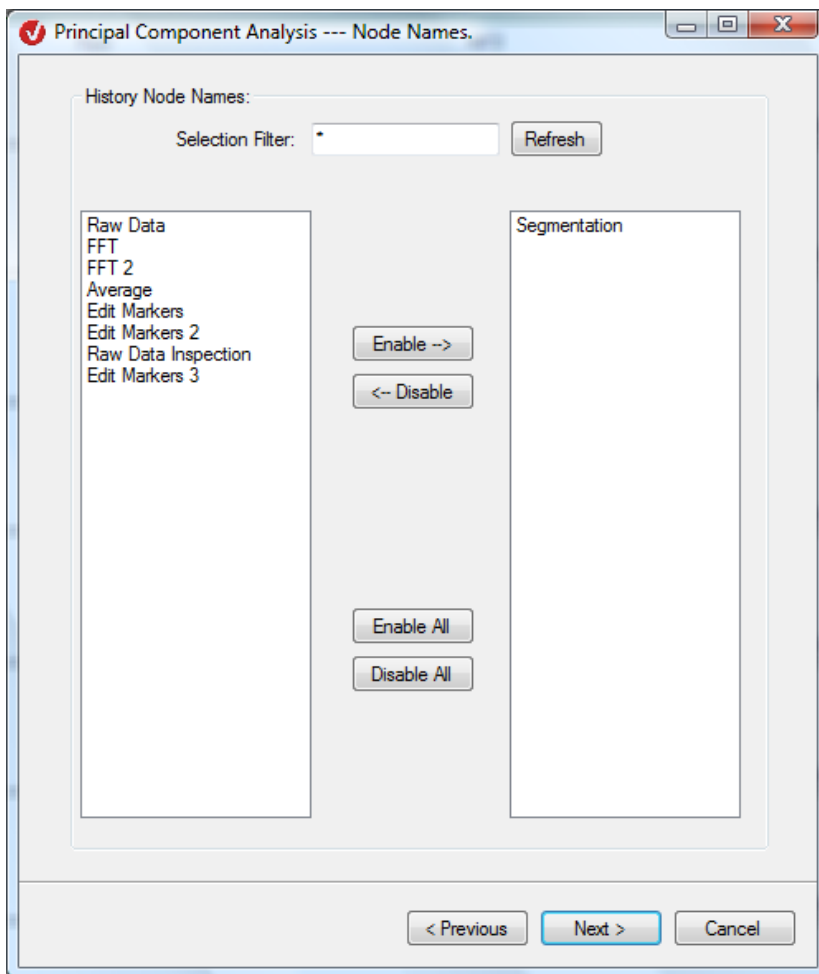 Principal Component Analysis --- Node Names.
History Node Names:
Selection Filter: * Refresh
Raw Data
FFT
FFT 2
Average
Edit Markers
Edit Markers 2
Raw Data Inspection
Edit Markers 3
Enable -->
<-- Disable
Enable All
Disable All
Segmentation
< Previous Next > Cancel